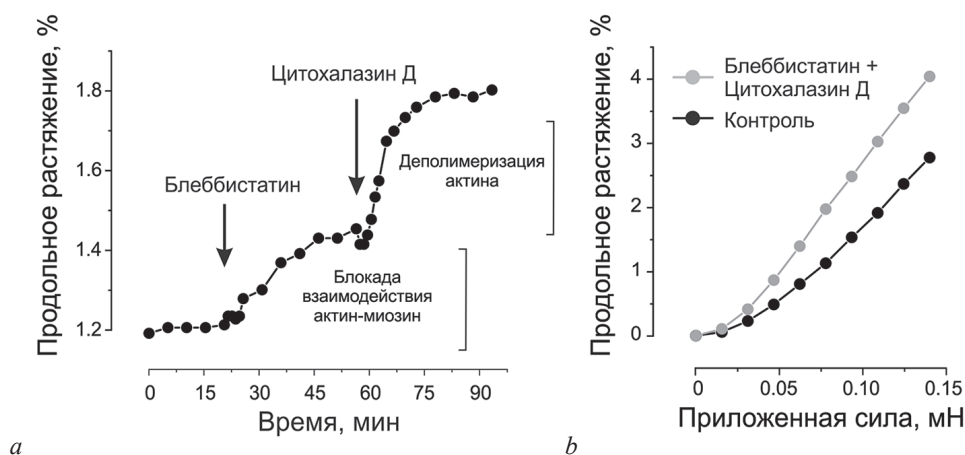 Продольное растяжение, %
1.8
1.6
1.4
1.2
Цитохалазин Д
Блеббистатин
Деполимеризация
актина
Блокада
взаимодействия
актин-миозин
0 15 30 45 60 75 90
Время, мин
a
Продольное растяжение, %
4
3
2
1
0
Блеббистатин +
Цитохалазин Д
Контроль
0 0.05 0.10 0.15
Приложенная сила, мН
b